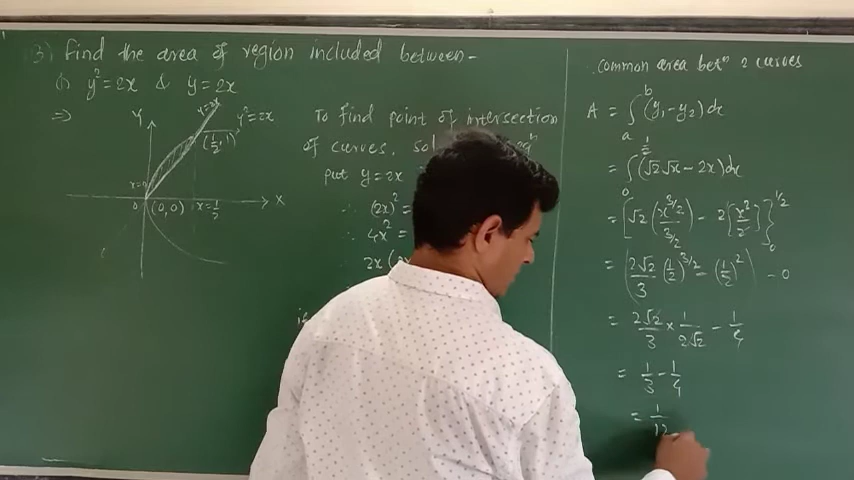 3) Find the area of region included between-
(i) y²=2x & y=2x
=>
Y
y=2x
y²=2x
(½, 1)
x=0
0 (0,0) x=½ X
To find point of intersection
of curves.
put y=2x
∴ (2x)² =
∴ 4x² =
2x (
common area betⁿ 2 curves
A = ∫ₐᵇ (y₁ - y₂) dx
= ∫₀^½ (√2 √x - 2x) dx
= [√2 (x^3/2 / 3/2) - 2{x²/2}]₀^1/2
= (2√2/3 (1/2)^3/2 - (1/2)²) - 0
= 2√2/3 × 1/2√2 - 1/4
= 1/3 - 1/4
= 1/12